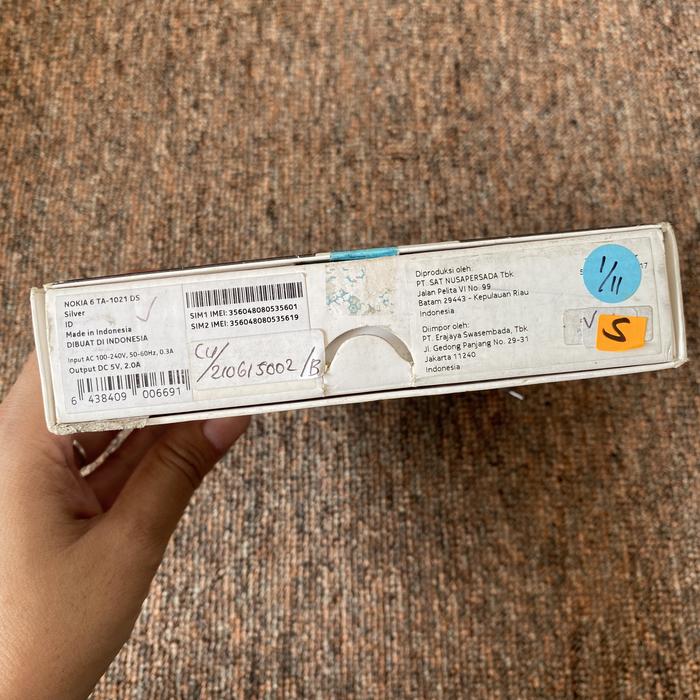 NOKIA 6 TA-1021 DS
Silver
ID
Made in Indonesia
DIBUAT DI INDONESIA
Input AC 100-240V, 50-60Hz, 0.3A
Output DC 5V, 2.0A
6 438409 006691
SIM1 IMEI: 356048080535601
SIM2 IMEI: 356048080535619
CU/210615002/B
Diproduksi oleh:
PT. SAT NUSAPERSADA Tbk
Jalan Pelita VI No. 99
Batam 29443 - Kepulauan Riau
Indonesia
Diimpor oleh:
PT. Erajaya Swasembada, Tbk
Jl. Gedong Panjang No. 29-31
Jakarta 11240
Indonesia
1/11
V
S